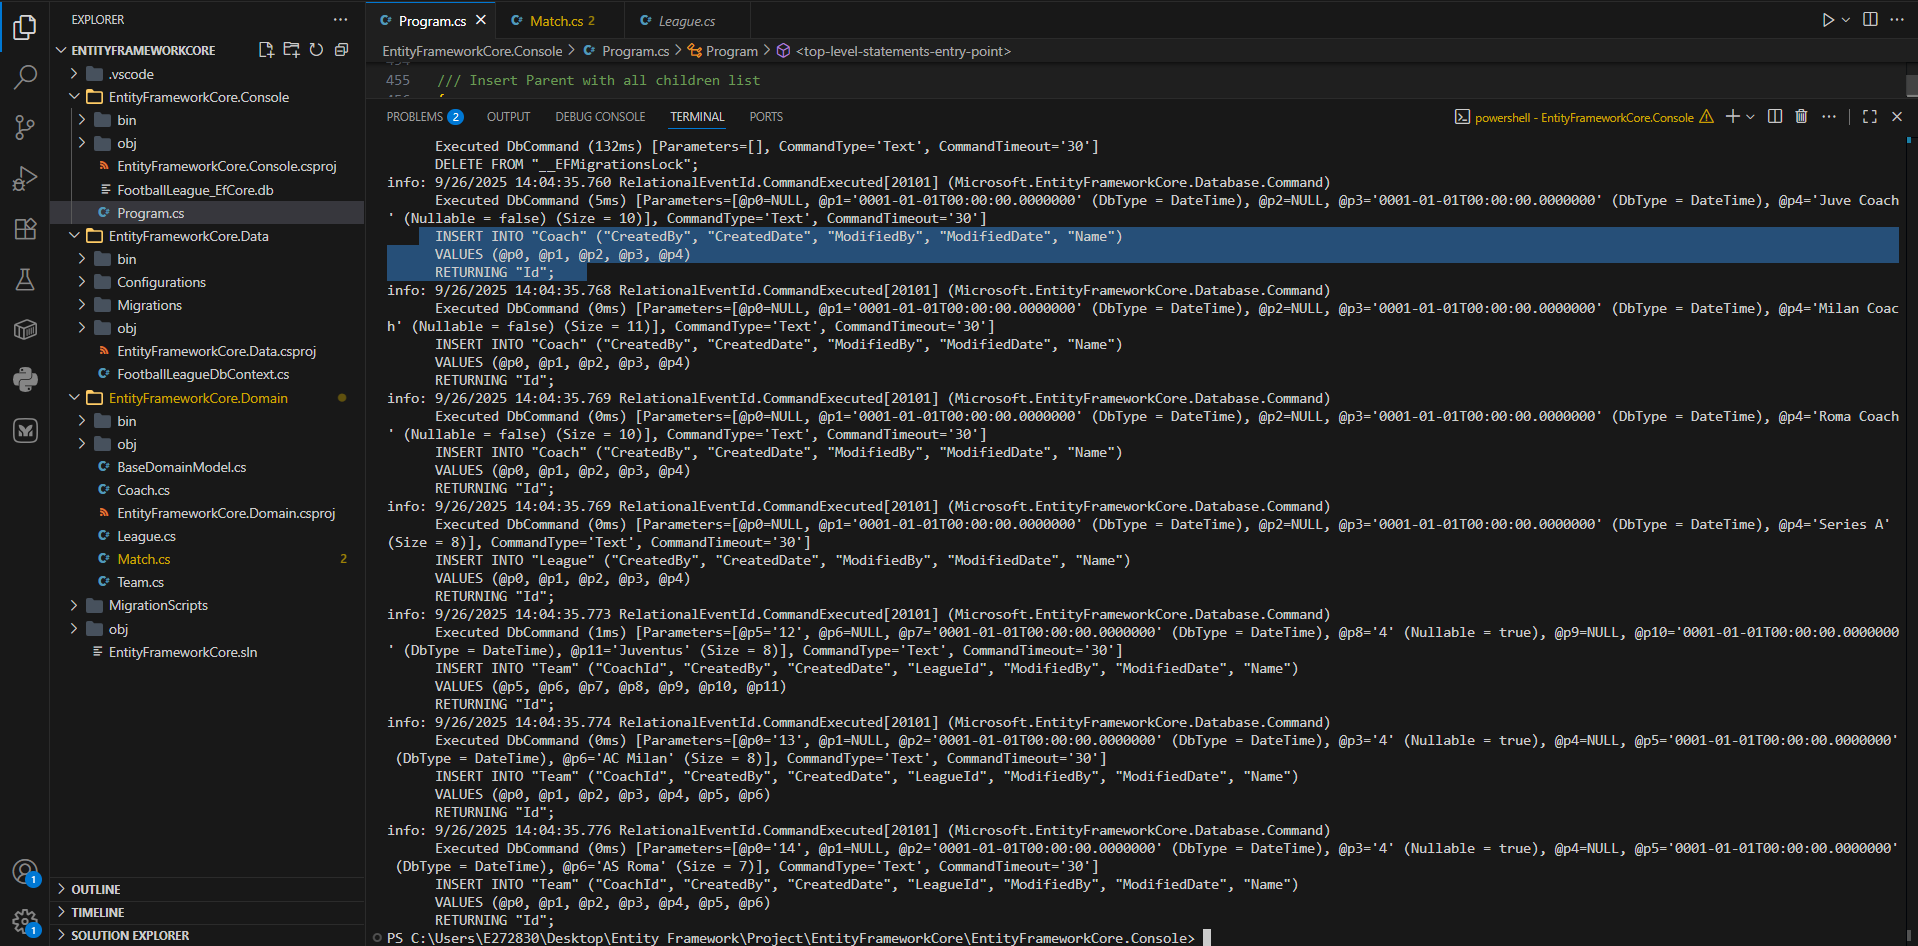 EXPLORER
ENTITYFRAMEWORKCORE
.vscode
EntityFrameworkCore.Console
bin
obj
EntityFrameworkCore.Console.csproj
FootballLeague_EfCore.db
Program.cs
EntityFrameworkCore.Data
bin
Configurations
Migrations
obj
EntityFrameworkCore.Data.csproj
FootballLeagueDbContext.cs
EntityFrameworkCore.Domain
bin
obj
BaseDomainModel.cs
Coach.cs
EntityFrameworkCore.Domain.csproj
League.cs
Match.cs 2
Team.cs
MigrationScripts
obj
EntityFrameworkCore.sln
OUTLINE
TIMELINE
SOLUTION EXPLORER
1
1
Program.cs Match.cs 2 League.cs
EntityFrameworkCore.Console > Program.cs > Program > <top-level-statements-entry-point>
455 /// Insert Parent with all children list
PROBLEMS 2 OUTPUT DEBUG CONSOLE TERMINAL PORTS
powershell - EntityFrameworkCore.Console
Executed DbCommand (132ms) [Parameters=[], CommandType='Text', CommandTimeout='30']
DELETE FROM "__EFMigrationsLock";
info: 9/26/2025 14:04:35.760 RelationalEventId.CommandExecuted[20101] (Microsoft.EntityFrameworkCore.Database.Command)
Executed DbCommand (5ms) [Parameters=[@p0=NULL, @p1='0001-01-01T00:00:00.0000000' (DbType = DateTime), @p2=NULL, @p3='0001-01-01T00:00:00.0000000' (DbType = DateTime), @p4='Juve Coach
' (Nullable = false) (Size = 10)], CommandType='Text', CommandTimeout='30']
INSERT INTO "Coach" ("CreatedBy", "CreatedDate", "ModifiedBy", "ModifiedDate", "Name")
VALUES (@p0, @p1, @p2, @p3, @p4)
RETURNING "Id";
info: 9/26/2025 14:04:35.768 RelationalEventId.CommandExecuted[20101] (Microsoft.EntityFrameworkCore.Database.Command)
Executed DbCommand (0ms) [Parameters=[@p0=NULL, @p1='0001-01-01T00:00:00.0000000' (DbType = DateTime), @p2=NULL, @p3='0001-01-01T00:00:00.0000000' (DbType = DateTime), @p4='Milan Coac
h' (Nullable = false) (Size = 11)], CommandType='Text', CommandTimeout='30']
INSERT INTO "Coach" ("CreatedBy", "CreatedDate", "ModifiedBy", "ModifiedDate", "Name")
VALUES (@p0, @p1, @p2, @p3, @p4)
RETURNING "Id";
info: 9/26/2025 14:04:35.769 RelationalEventId.CommandExecuted[20101] (Microsoft.EntityFrameworkCore.Database.Command)
Executed DbCommand (0ms) [Parameters=[@p0=NULL, @p1='0001-01-01T00:00:00.0000000' (DbType = DateTime), @p2=NULL, @p3='0001-01-01T00:00:00.0000000' (DbType = DateTime), @p4='Roma Coach
' (Nullable = false) (Size = 10)], CommandType='Text', CommandTimeout='30']
INSERT INTO "Coach" ("CreatedBy", "CreatedDate", "ModifiedBy", "ModifiedDate", "Name")
VALUES (@p0, @p1, @p2, @p3, @p4)
RETURNING "Id";
info: 9/26/2025 14:04:35.769 RelationalEventId.CommandExecuted[20101] (Microsoft.EntityFrameworkCore.Database.Command)
Executed DbCommand (0ms) [Parameters=[@p0=NULL, @p1='0001-01-01T00:00:00.0000000' (DbType = DateTime), @p2=NULL, @p3='0001-01-01T00:00:00.0000000' (DbType = DateTime), @p4='Series A'
(Size = 8)], CommandType='Text', CommandTimeout='30']
INSERT INTO "League" ("CreatedBy", "CreatedDate", "ModifiedBy", "ModifiedDate", "Name")
VALUES (@p0, @p1, @p2, @p3, @p4)
RETURNING "Id";
info: 9/26/2025 14:04:35.773 RelationalEventId.CommandExecuted[20101] (Microsoft.EntityFrameworkCore.Database.Command)
Executed DbCommand (1ms) [Parameters=[@p5='12', @p6=NULL, @p7='0001-01-01T00:00:00.0000000' (DbType = DateTime), @p8='4' (Nullable = true), @p9=NULL, @p10='0001-01-01T00:00:00.0000000
' (DbType = DateTime), @p11='Juventus' (Size = 8)], CommandType='Text', CommandTimeout='30']
INSERT INTO "Team" ("CoachId", "CreatedBy", "CreatedDate", "LeagueId", "ModifiedBy", "ModifiedDate", "Name")
VALUES (@p5, @p6, @p7, @p8, @p9, @p10, @p11)
RETURNING "Id";
info: 9/26/2025 14:04:35.774 RelationalEventId.CommandExecuted[20101] (Microsoft.EntityFrameworkCore.Database.Command)
Executed DbCommand (0ms) [Parameters=[@p0='13', @p1=NULL, @p2='0001-01-01T00:00:00.0000000' (DbType = DateTime), @p3='4' (Nullable = true), @p4=NULL, @p5='0001-01-01T00:00:00.0000000'
(DbType = DateTime), @p6='AC Milan' (Size = 8)], CommandType='Text', CommandTimeout='30']
INSERT INTO "Team" ("CoachId", "CreatedBy", "CreatedDate", "LeagueId", "ModifiedBy", "ModifiedDate", "Name")
VALUES (@p0, @p1, @p2, @p3, @p4, @p5, @p6)
RETURNING "Id";
info: 9/26/2025 14:04:35.776 RelationalEventId.CommandExecuted[20101] (Microsoft.EntityFrameworkCore.Database.Command)
Executed DbCommand (0ms) [Parameters=[@p0='14', @p1=NULL, @p2='0001-01-01T00:00:00.0000000' (DbType = DateTime), @p3='4' (Nullable = true), @p4=NULL, @p5='0001-01-01T00:00:00.0000000'
(DbType = DateTime), @p6='AS Roma' (Size = 7)], CommandType='Text', CommandTimeout='30']
INSERT INTO "Team" ("CoachId", "CreatedBy", "CreatedDate", "LeagueId", "ModifiedBy", "ModifiedDate", "Name")
VALUES (@p0, @p1, @p2, @p3, @p4, @p5, @p6)
RETURNING "Id";
PS C:\Users\E272830\Desktop\Entity Framework\Project\EntityFrameworkCore\EntityFrameworkCore.Console>